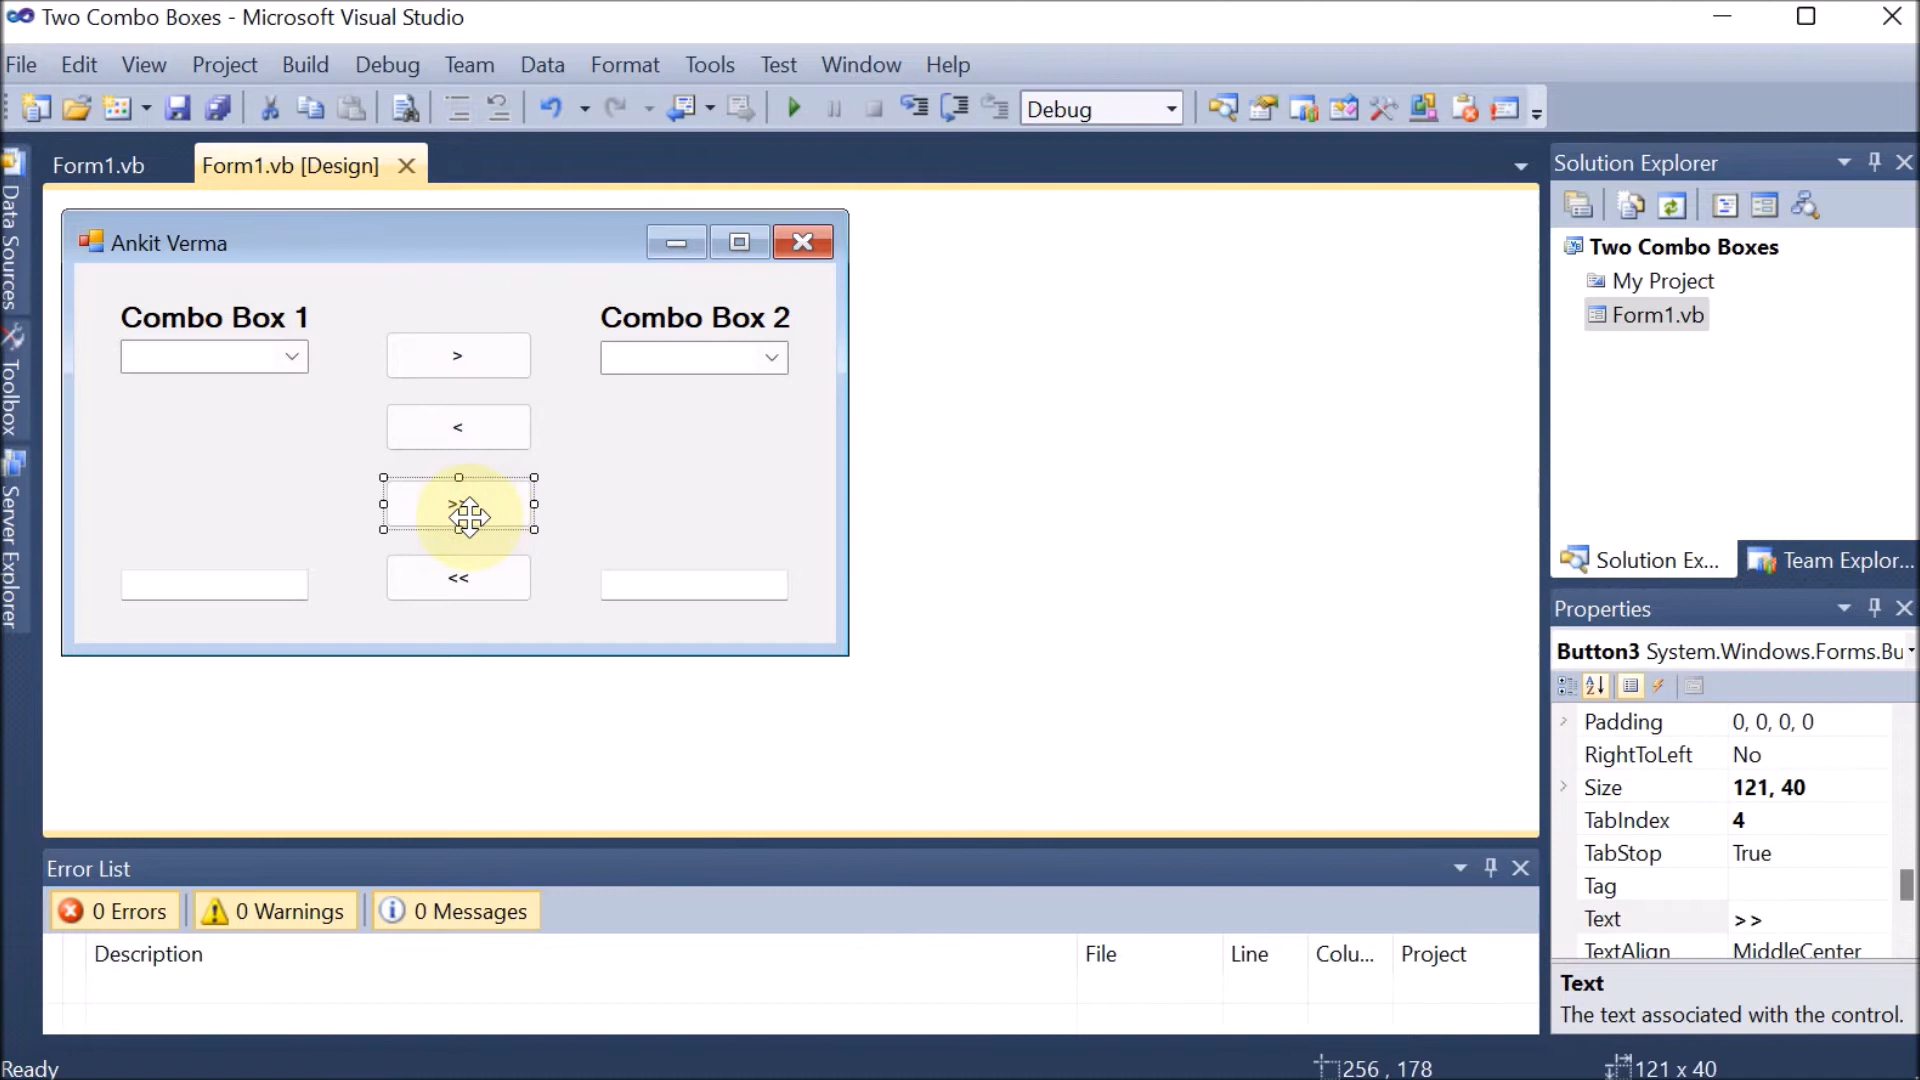 Two Combo Boxes - Microsoft Visual Studio
File Edit View Project Build Debug Team Data Format Tools Test Window Help
Debug
Form1.vb Form1.vb [Design]
Data Sources
Toolbox
Server Explorer
Ankit Verma
Combo Box 1 Combo Box 2
>
<
<<
Solution Explorer
Two Combo Boxes
My Project
Form1.vb
Solution Ex... Team Explor...
Properties
Button3 System.Windows.Forms.Bu
Padding 0, 0, 0, 0
RightToLeft No
Size 121, 40
TabIndex 4
TabStop True
Tag
Text >>
TextAlign MiddleCenter
Text
The text associated with the control.
Error List
0 Errors 0 Warnings 0 Messages
Description File Line Colu... Project
Ready 256 , 178 121 x 40